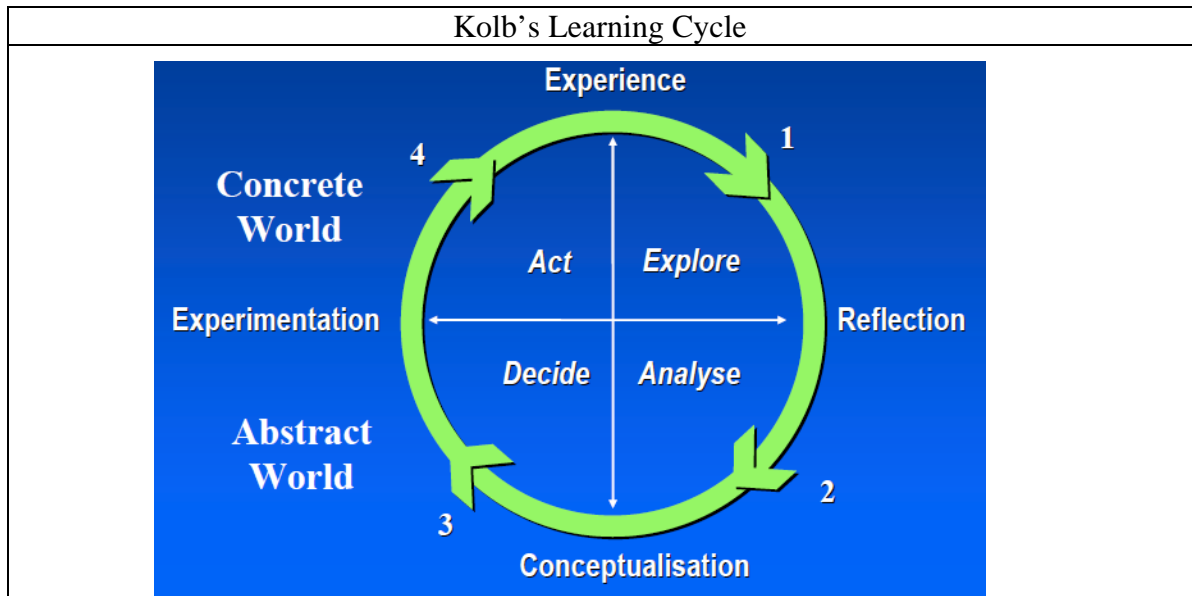 Kolb’s Learning Cycle
Experience
4
1
Concrete
World
Act
Explore
Experimentation
Reflection
Decide
Analyse
Abstract
World
3
2
Conceptualisation